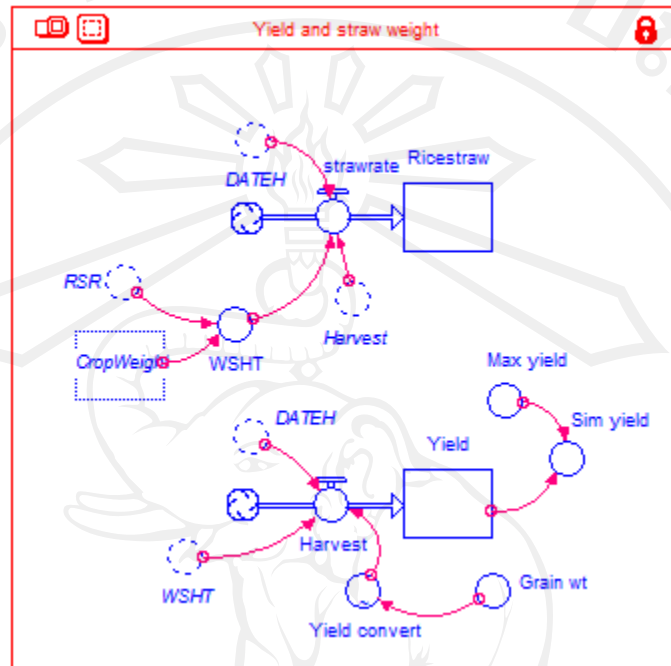 Yield and straw weight
DATEH
strawrate
Ricestraw
RSR
CropWeight
WSHT
Harvest
Max yield
Sim yield
DATEH
Yield
Harvest
WSHT
Grain wt
Yield convert